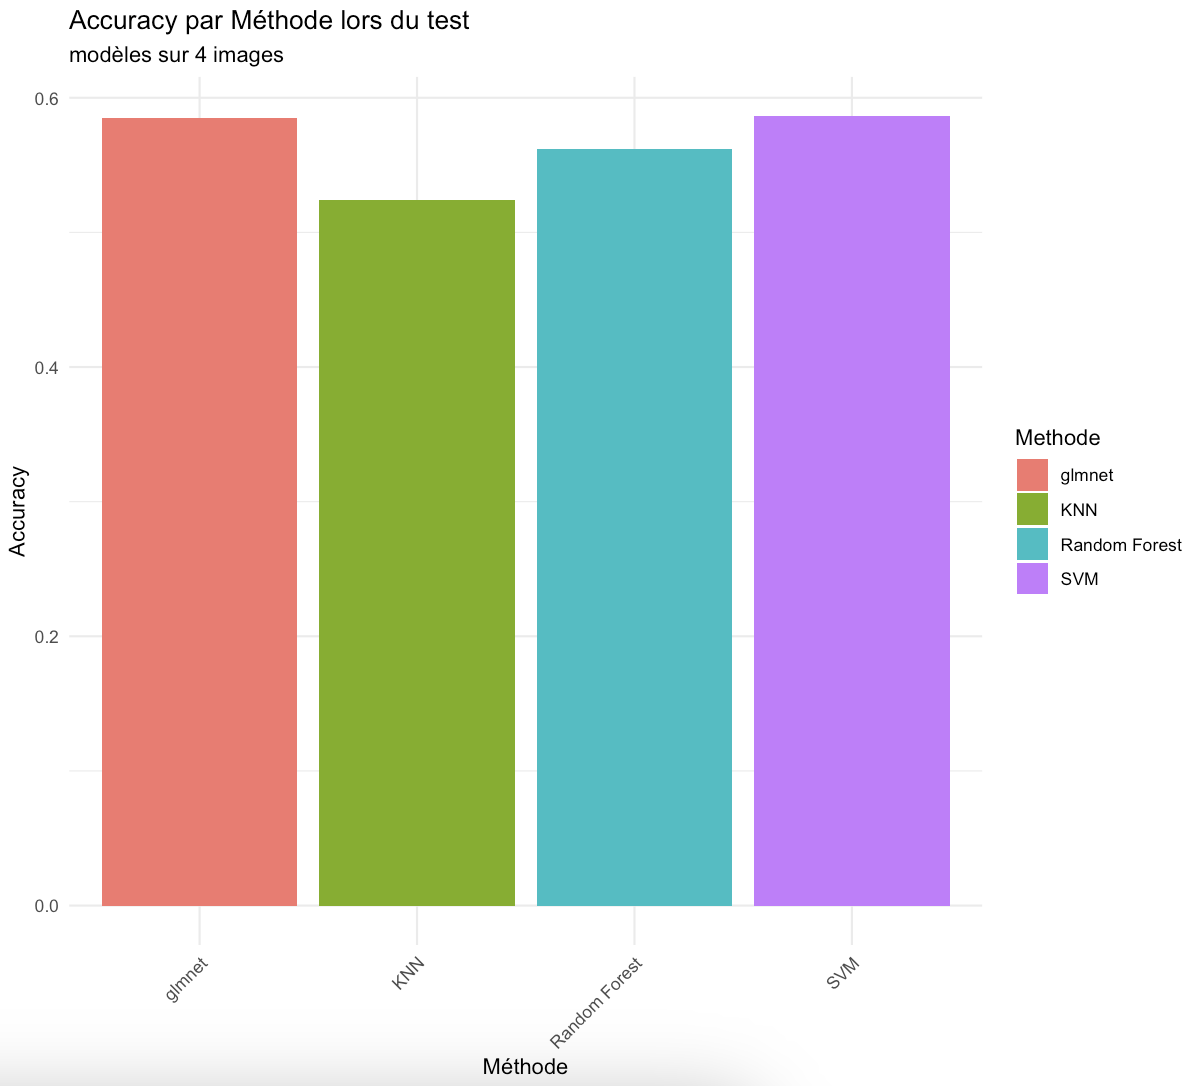 Accuracy par Méthode lors du test
modèles sur 4 images
0.6
0.4
0.2
0.0
Accuracy
glmnet
KNN
Random Forest
SVM
Méthode
Methode
glmnet
KNN
Random Forest
SVM